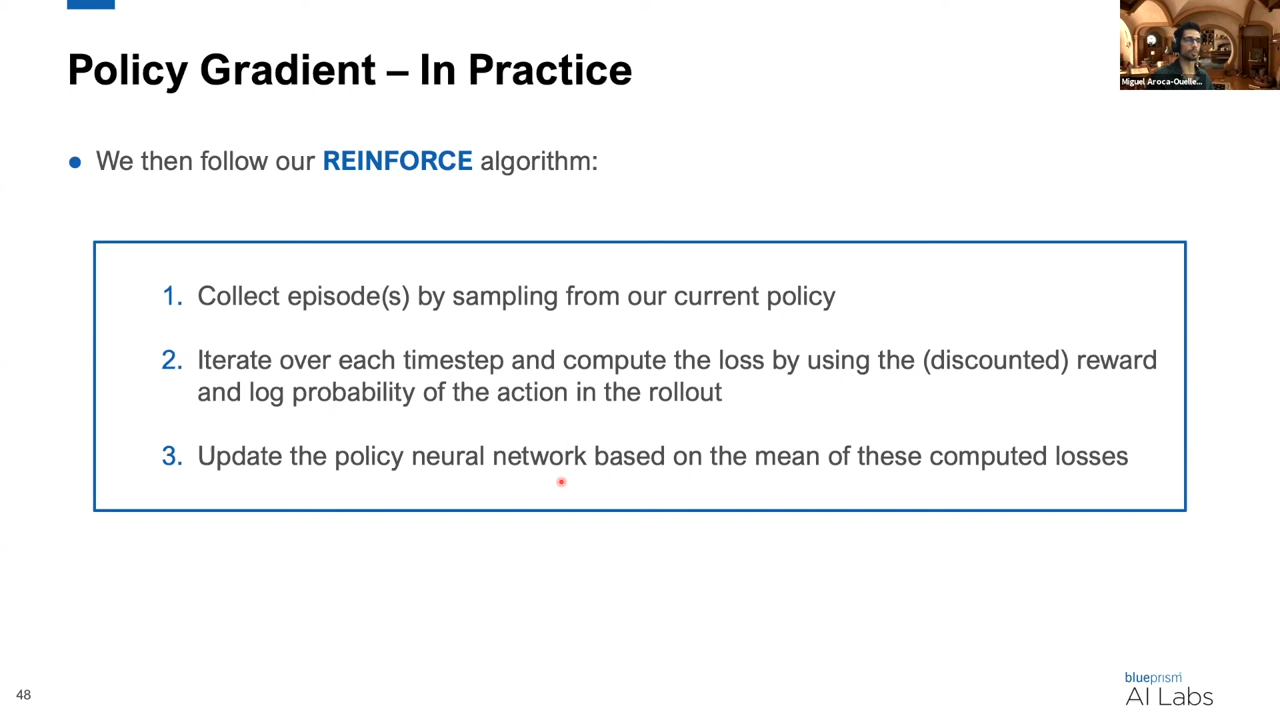 Policy Gradient – In Practice
Miguel Aroca-Ouelle...
● We then follow our REINFORCE algorithm:
1. Collect episode(s) by sampling from our current policy
2. Iterate over each timestep and compute the loss by using the (discounted) reward
and log probability of the action in the rollout
3. Update the policy neural network based on the mean of these computed losses
48
blueprism
AI Labs